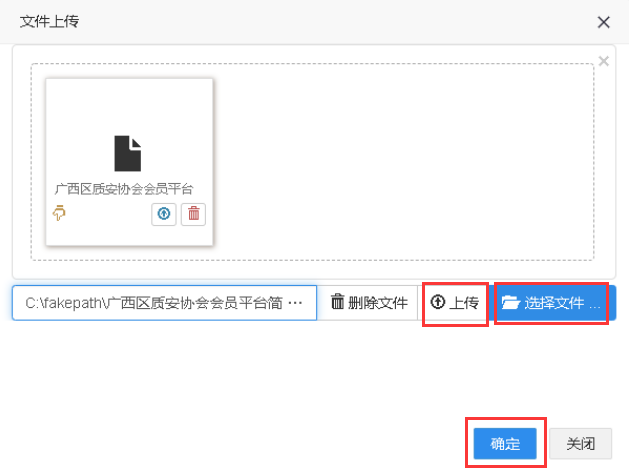 文件上传
广西区质安协会会员平台
C:\fakepath\广西区质安协会会员平台简 ...
删除文件
上传
选择文件 ...
确定
关闭